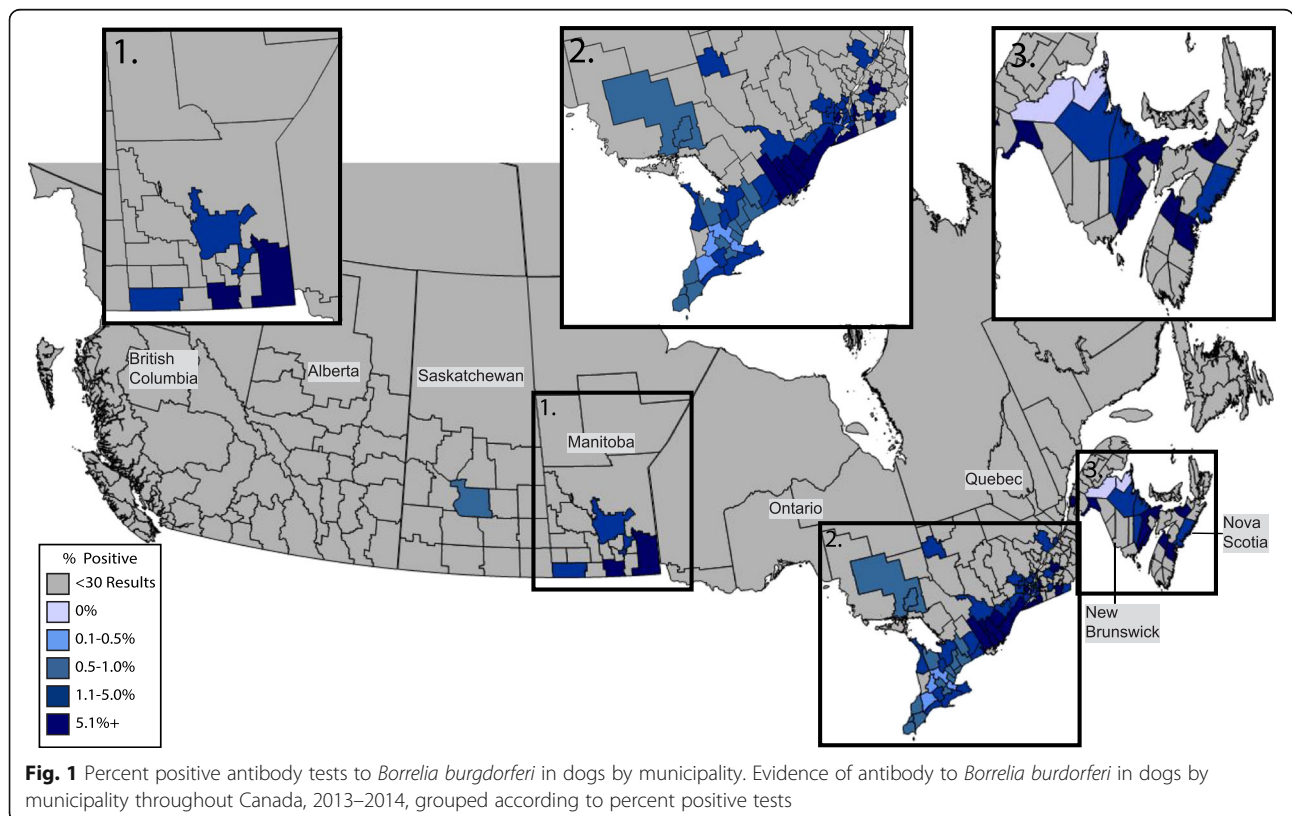 1.
2.
3.
British
Columbia
Alberta
Saskatchewan
1.
Manitoba
Ontario
Quebec
2.
3.
Nova
Scotia
New
Brunswick
% Positive
<30 Results
0%
0.1-0.5%
0.5-1.0%
1.1-5.0%
5.1%+
Fig. 1 Percent positive antibody tests to Borrelia burgdorferi in dogs by municipality. Evidence of antibody to Borrelia burdorferi in dogs by
municipality throughout Canada, 2013–2014, grouped according to percent positive tests